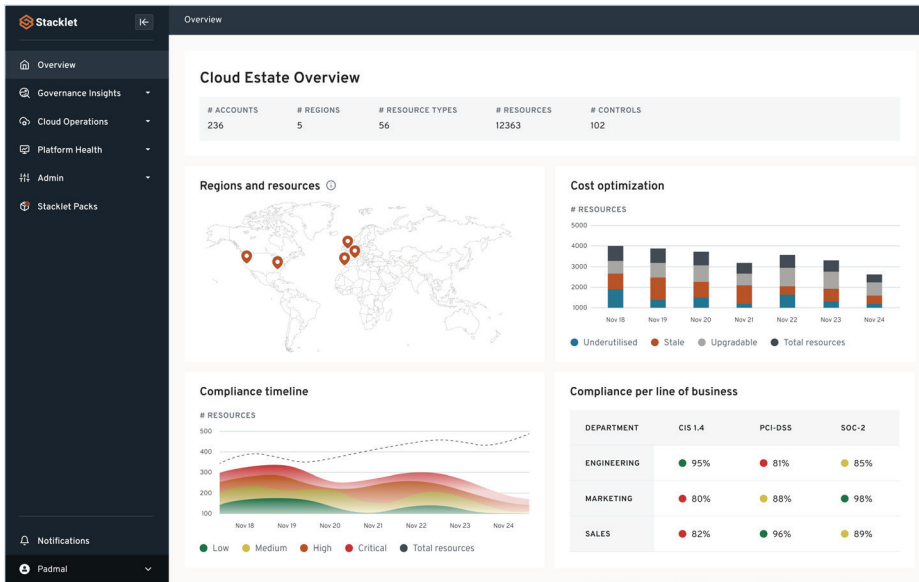 Stacklet
Overview
Overview
Governance Insights
Cloud Operations
Platform Health
Admin
Stacklet Packs
Notifications
Padmal
Cloud Estate Overview
# ACCOUNTS # REGIONS # RESOURCE TYPES # RESOURCES # CONTROLS
236 5 56 12363 102
Regions and resources
Cost optimization
# RESOURCES
5000
4000
3000
2000
1000
Nov 18 Nov 19 Nov 20 Nov 21 Nov 22 Nov 23 Nov 24
Underutilised Stale Upgradable Total resources
Compliance timeline
# RESOURCES
500
400
300
200
100
Nov 18 Nov 19 Nov 20 Nov 21 Nov 22 Nov 23 Nov 24
Low Medium High Critical Total resources
Compliance per line of business
DEPARTMENT CIS 1.4 PCI-DSS SOC-2
ENGINEERING 95% 81% 85%
MARKETING 80% 88% 98%
SALES 82% 96% 89%